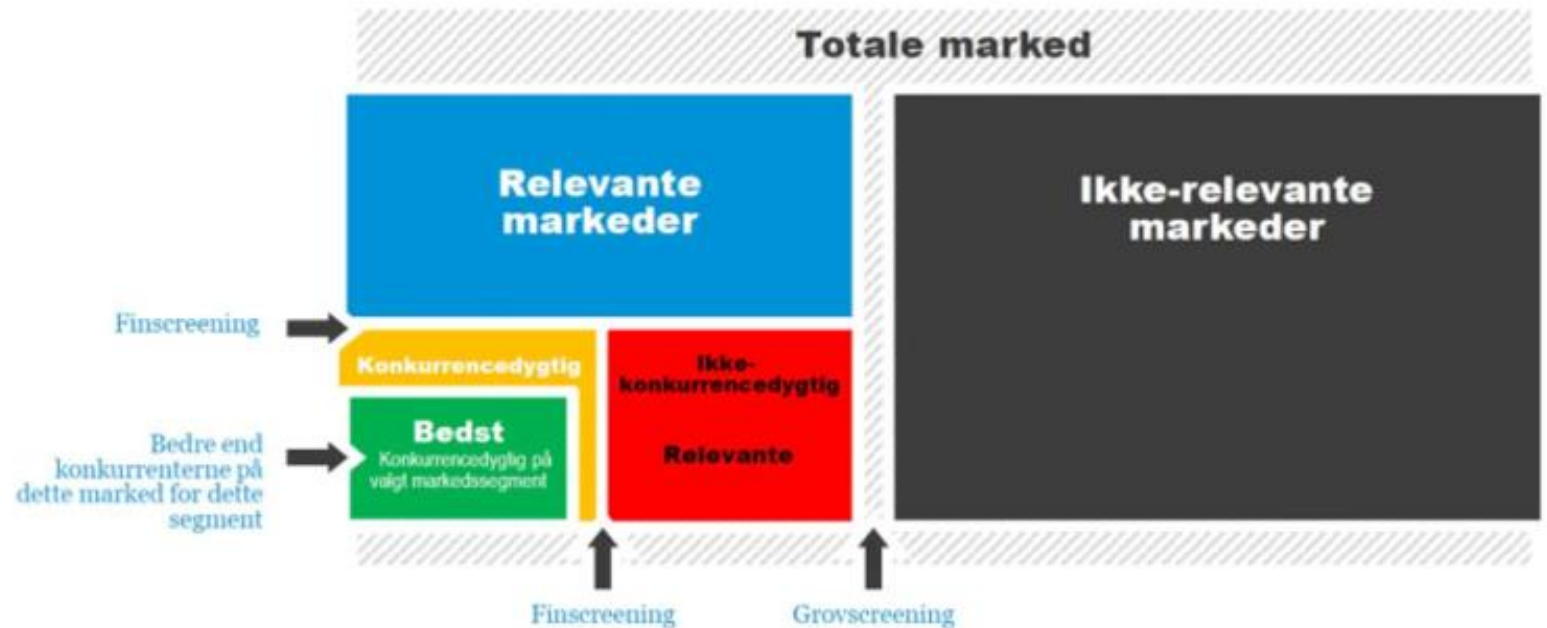 Totale marked
Relevante
markeder
Ikke-relevante
markeder
Finscreening
Konkurrencedygtig
Ikke-
konkurrencedygtig
Relevante
Bedst
Konkurrencedygtig på
valgt markedssegment
Bedre end
konkurrenterne på
dette marked for dette
segment
Finscreening
Grovscreening